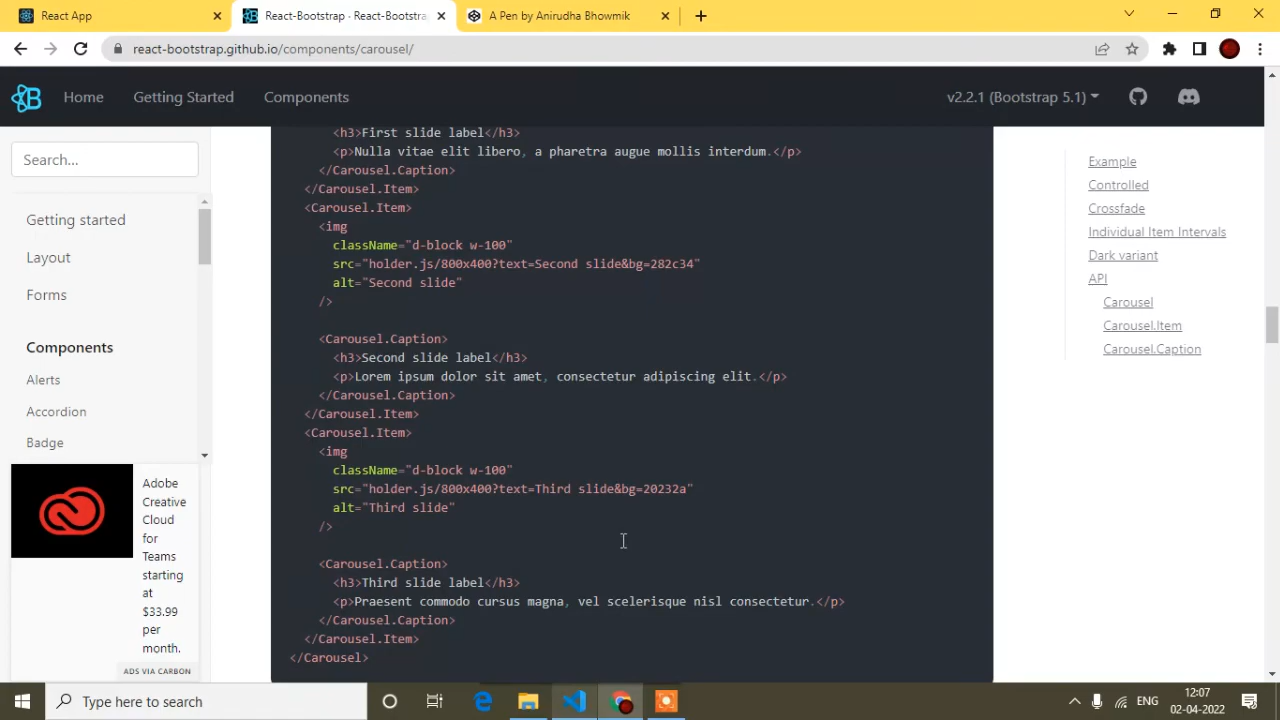 React App
React-Bootstrap · React-Bootstra
A Pen by Anirudha Bhowmik
react-bootstrap.github.io/components/carousel/
Home
Getting Started
Components
v2.2.1 (Bootstrap 5.1)
Search...
Getting started
Layout
Forms
Components
Alerts
Accordion
Badge
Adobe
Creative
Cloud
for
Teams
starting
at
$33.99
per
month.
ADS VIA CARBON
<h3>First slide label</h3>
<p>Nulla vitae elit libero, a pharetra augue mollis interdum.</p>
</Carousel.Caption>
</Carousel.Item>
<Carousel.Item>
<img
className="d-block w-100"
src="holder.js/800x400?text=Second slide&bg=282c34"
alt="Second slide"
/>
<Carousel.Caption>
<h3>Second slide label</h3>
<p>Lorem ipsum dolor sit amet, consectetur adipiscing elit.</p>
</Carousel.Caption>
</Carousel.Item>
<Carousel.Item>
<img
className="d-block w-100"
src="holder.js/800x400?text=Third slide&bg=20232a"
alt="Third slide"
/>
<Carousel.Caption>
<h3>Third slide label</h3>
<p>Praesent commodo cursus magna, vel scelerisque nisl consectetur.</p>
</Carousel.Caption>
</Carousel.Item>
</Carousel>
Example
Controlled
Crossfade
Individual Item Intervals
Dark variant
API
Carousel
Carousel.Item
Carousel.Caption
Type here to search
ENG
12:07
02-04-2022